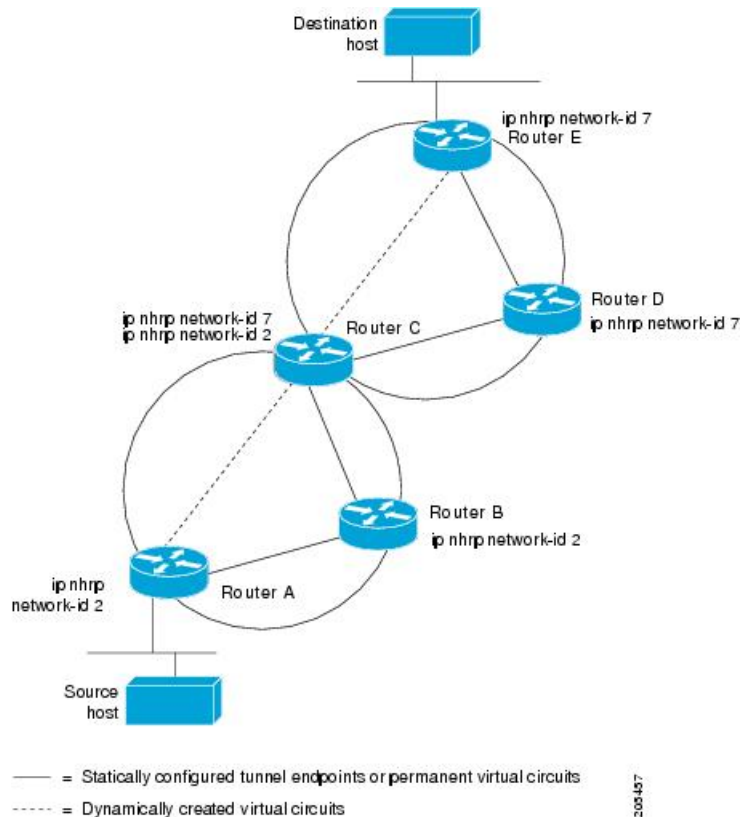 Destination
host
ip nhrp network-id 7
Router E
Router D
ip nhrp network-id 7
ip nhrp network-id 7
ip nhrp network-id 2
Router C
Router B
ip nhrp network-id 2
ip nhrp
network-id 2
Router A
Source
host
= Statically configured tunnel endpoints or permanent virtual circuits
= Dynamically created virtual circuits